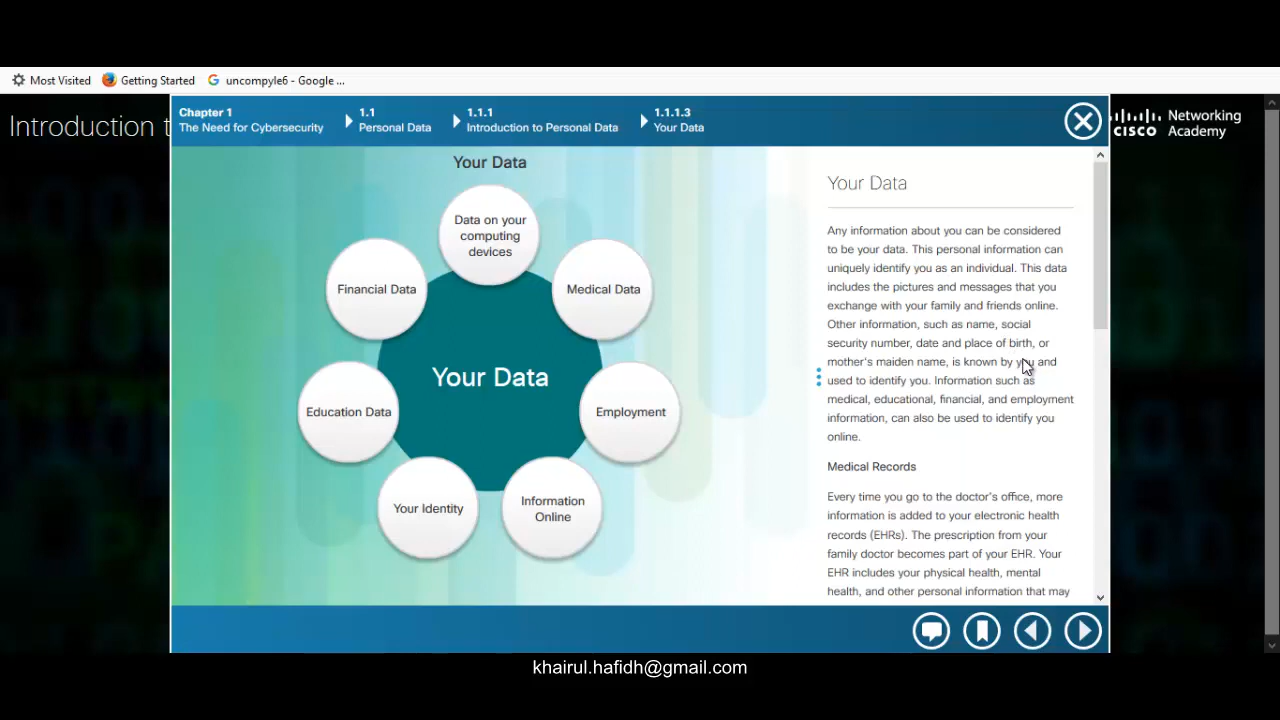 Most Visited
Getting Started
uncompyle6 - Google ...
Introduction t
Chapter 1
The Need for Cybersecurity
1.1
Personal Data
1.1.1
Introduction to Personal Data
1.1.1.3
Your Data
CISCO
Networking
Academy
Your Data
Data on your
computing
devices
Financial Data
Medical Data
Your Data
Education Data
Employment
Your Identity
Information
Online
Your Data
Any information about you can be considered
to be your data. This personal information can
uniquely identify you as an individual. This data
includes the pictures and messages that you
exchange with your family and friends online.
Other information, such as name, social
security number, date and place of birth, or
mother's maiden name, is known by you and
used to identify you. Information such as
medical, educational, financial, and employment
information, can also be used to identify you
online.
Medical Records
Every time you go to the doctor's office, more
information is added to your electronic health
records (EHRs). The prescription from your
family doctor becomes part of your EHR. Your
EHR includes your physical health, mental
health, and other personal information that may
khairul.hafidh@gmail.com